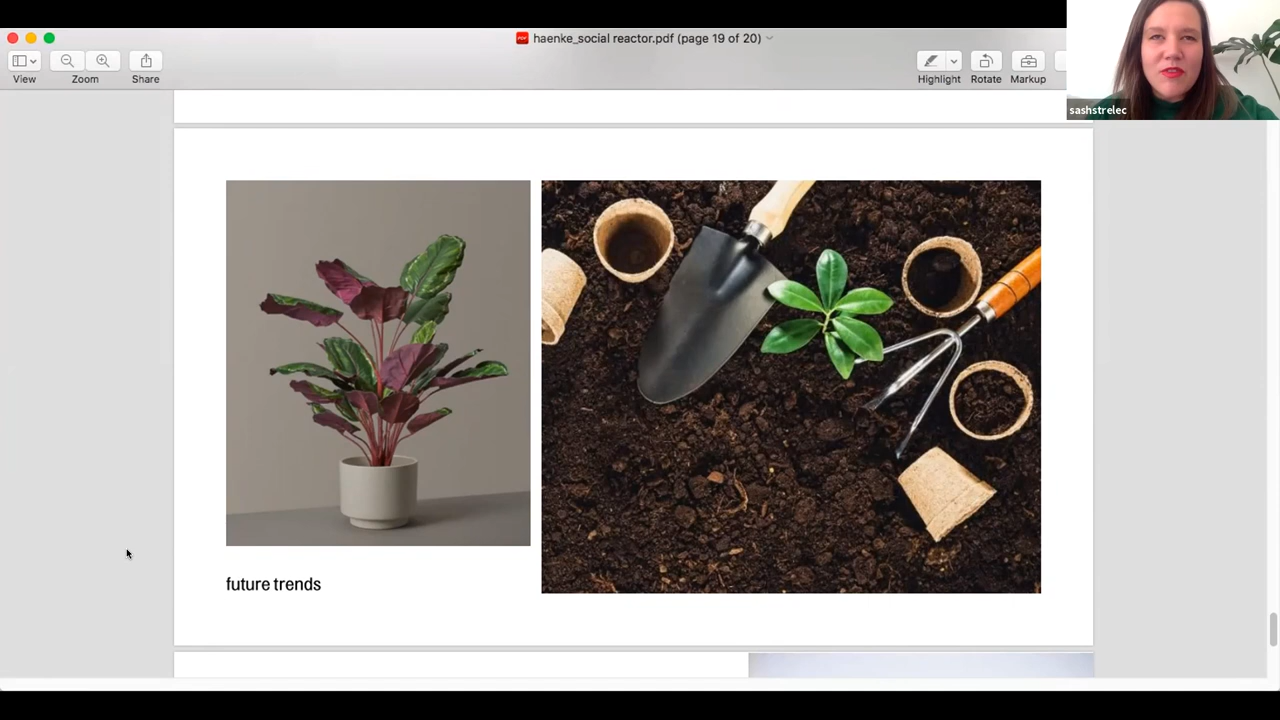 haenke_social reactor.pdf (page 19 of 20)
View
Zoom
Share
Highlight
Rotate
Markup
sashstrelec
future trends